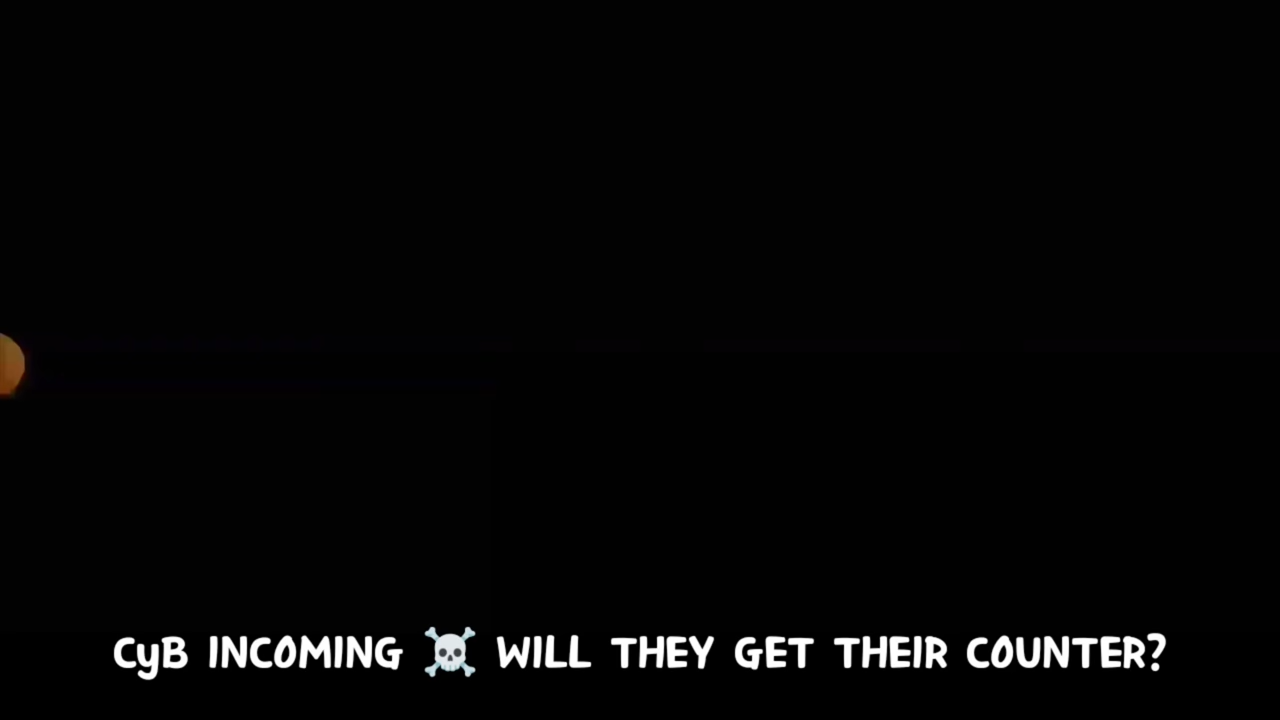 CyB INCOMING ☠️ WILL THEY GET THEIR COUNTER?